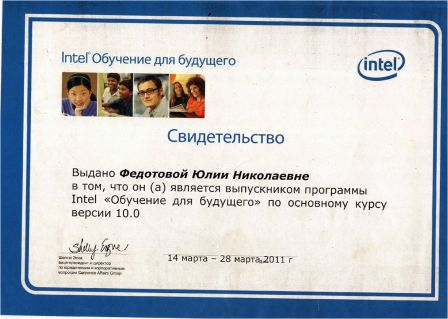 Intel® Обучение для будущего
intel
Свидетельство
Выдано Федотовой Юлии Николаевне
в том, что он (а) является выпускником программы
Intel «Обучение для будущего» по основному курсу
версии 10.0
14 марта – 28 марта 2011 г
Шелли Эзно
вице-президент и директор
по юридическим и корпоративным
вопросам Corporate Affairs Group